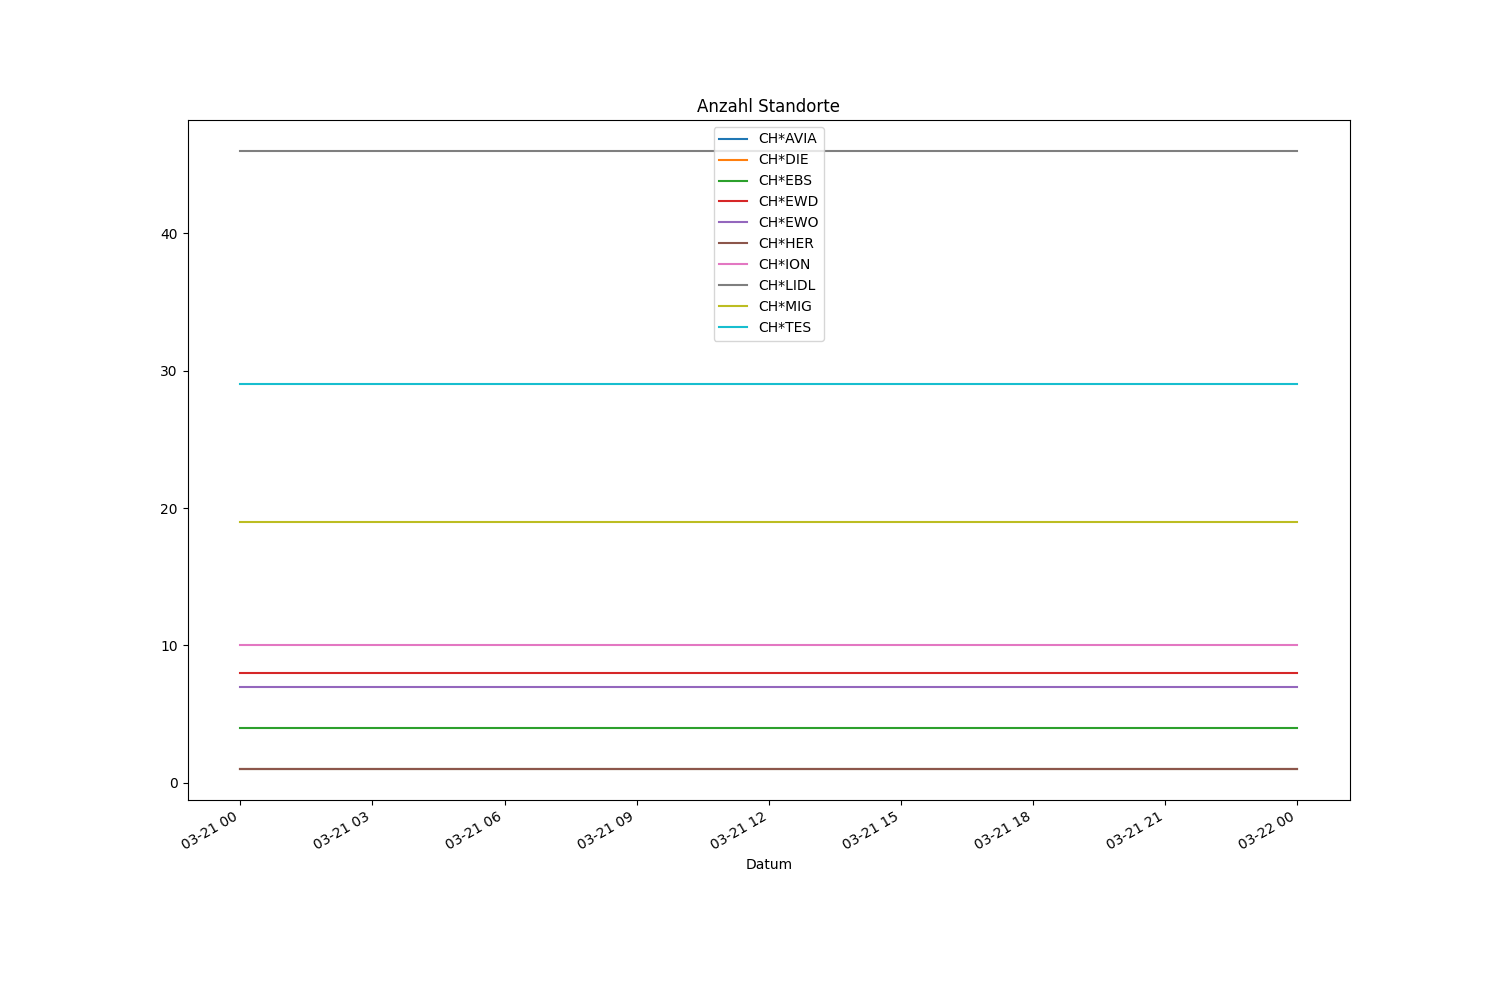 Anzahl Standorte
CH*AVIA
CH*DIE
CH*EBS
CH*EWD
CH*EWO
CH*HER
CH*ION
CH*LIDL
CH*MIG
CH*TES
40
30
20
10
0
03-21 00
03-21 03
03-21 06
03-21 09
03-21 12
03-21 15
03-21 18
03-21 21
03-22 00
Datum